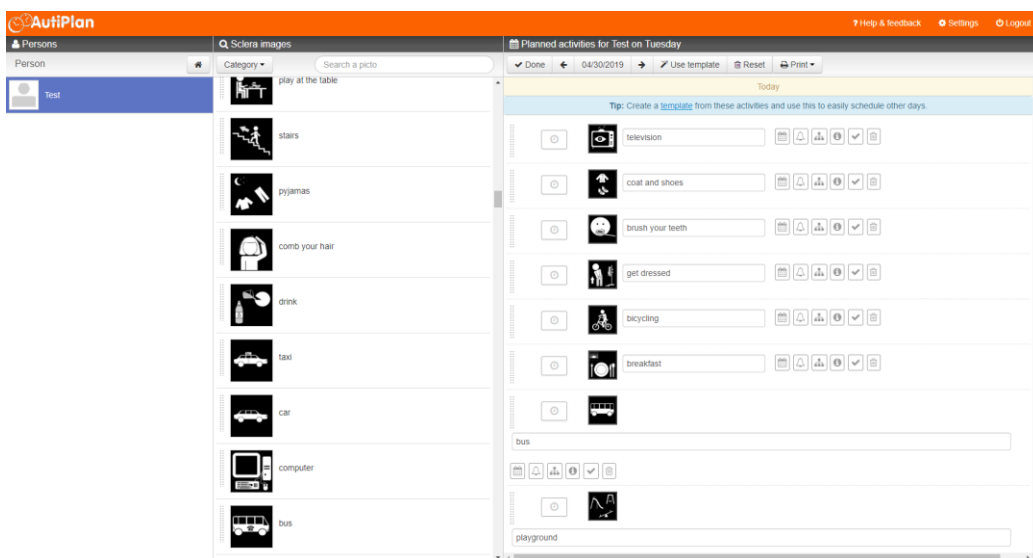 AutiPlan
? Help & feedback Settings Logout
Persons
Person
Test
Sclera images
Category Search a picto
play at the table
stairs
pyjamas
comb your hair
drink
taxi
car
computer
bus
Planned activities for Test on Tuesday
Done 04/30/2019 Use template Reset Print
Today
Tip: Create a template from these activities and use this to easily schedule other days.
television
coat and shoes
brush your teeth
get dressed
bicycling
breakfast
bus
playground